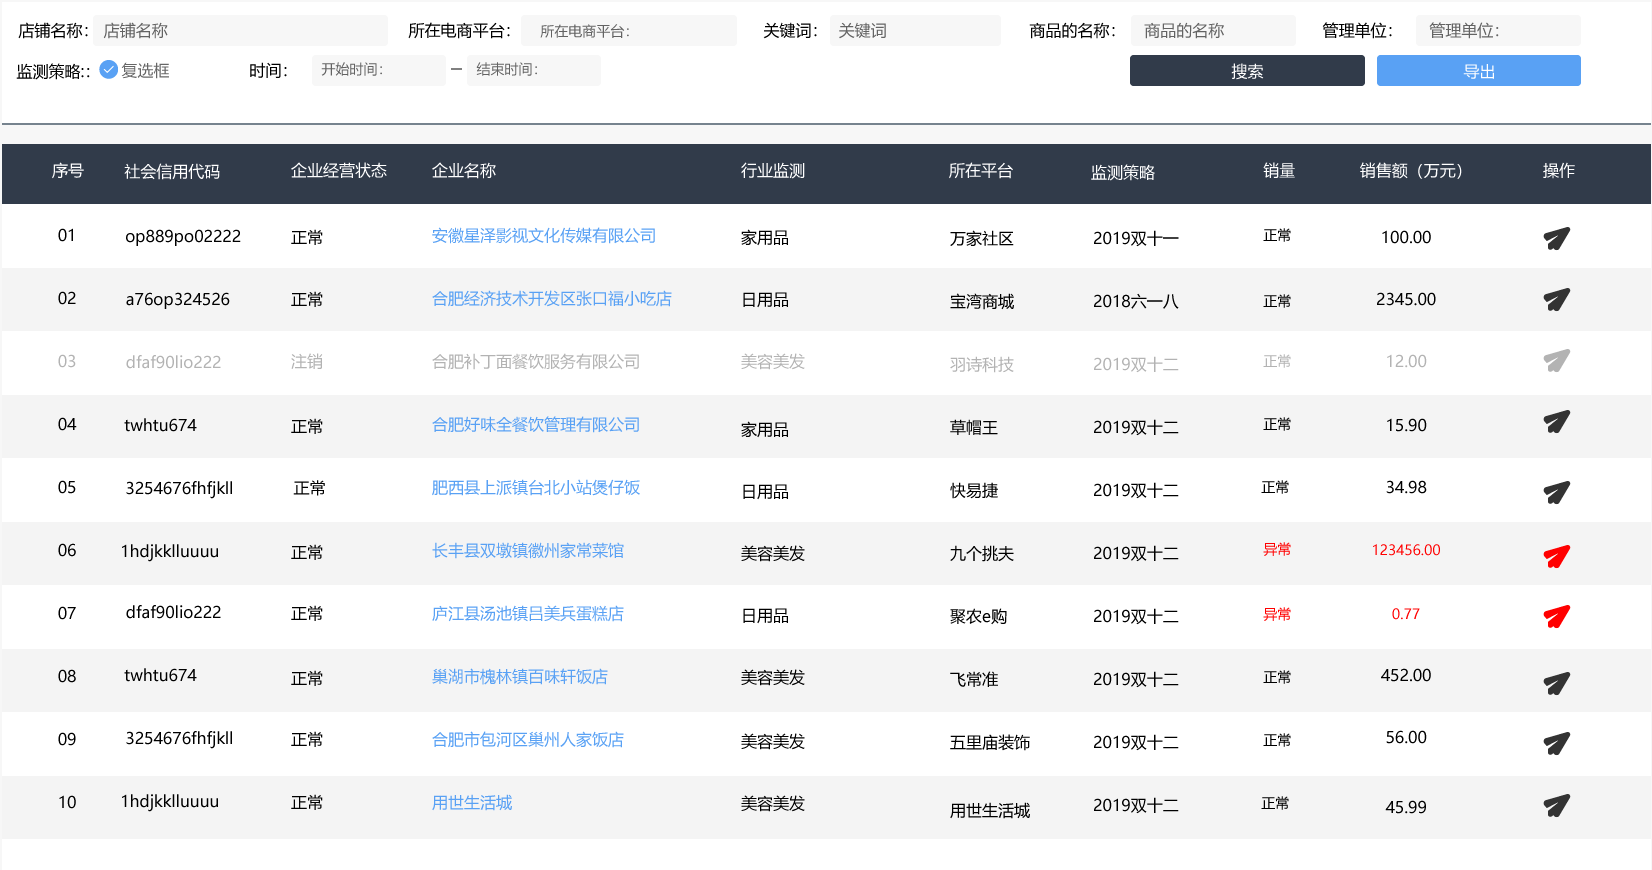 店铺名称： 店铺名称 所在电商平台： 所在电商平台： 关键词： 关键词 商品的名称： 商品的名称 管理单位： 管理单位：
监测策略:： 复选框 时间： 开始时间： — 结束时间： 搜索 导出
序号 社会信用代码 企业经营状态 企业名称 行业监测 所在平台 监测策略 销量 销售额（万元） 操作
01 op889po02222 正常 安徽星泽影视文化传媒有限公司 家用品 万家社区 2019双十一 正常 100.00
02 a76op324526 正常 合肥经济技术开发区张口福小吃店 日用品 宝湾商城 2018六一八 正常 2345.00
03 dfaf90lio222 注销 合肥补丁面餐饮服务有限公司 美容美发 羽诗科技 2019双十二 正常 12.00
04 twhtu674 正常 合肥好味全餐饮管理有限公司 家用品 草帽王 2019双十二 正常 15.90
05 3254676fhfjkll 正常 肥西县上派镇台北小站煲仔饭 日用品 快易捷 2019双十二 正常 34.98
06 1hdjkklluuuu 正常 长丰县双墩镇徽州家常菜馆 美容美发 九个挑夫 2019双十二 异常 123456.00
07 dfaf90lio222 正常 庐江县汤池镇吕美兵蛋糕店 日用品 聚农e购 2019双十二 异常 0.77
08 twhtu674 正常 巢湖市槐林镇百味轩饭店 美容美发 飞常准 2019双十二 正常 452.00
09 3254676fhfjkll 正常 合肥市包河区巢州人家饭店 美容美发 五里庙装饰 2019双十二 正常 56.00
10 1hdjkklluuuu 正常 用世生活城 美容美发 用世生活城 2019双十二 正常 45.99